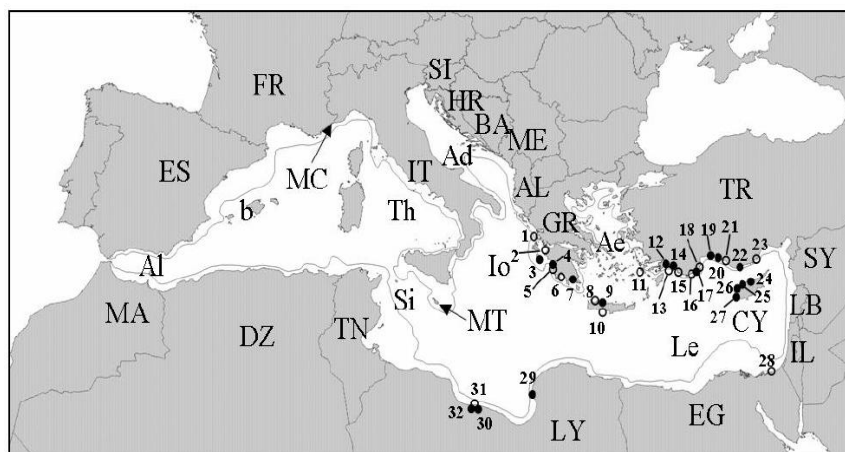 SI
FR
HR
BA
ME
Ad
MC
IT
ES
AL
TR
b
Th
GR
1
Ae
18 19 21
12 14 23
2 4 22 SY
Al
Io 3 11 20
Si 5 6 7 8 9 13 15 16 17 26 24
25
27
MA
TN
MT
10
CY LB
DZ
Le
IL
28
31 29
32 30
LY
EG